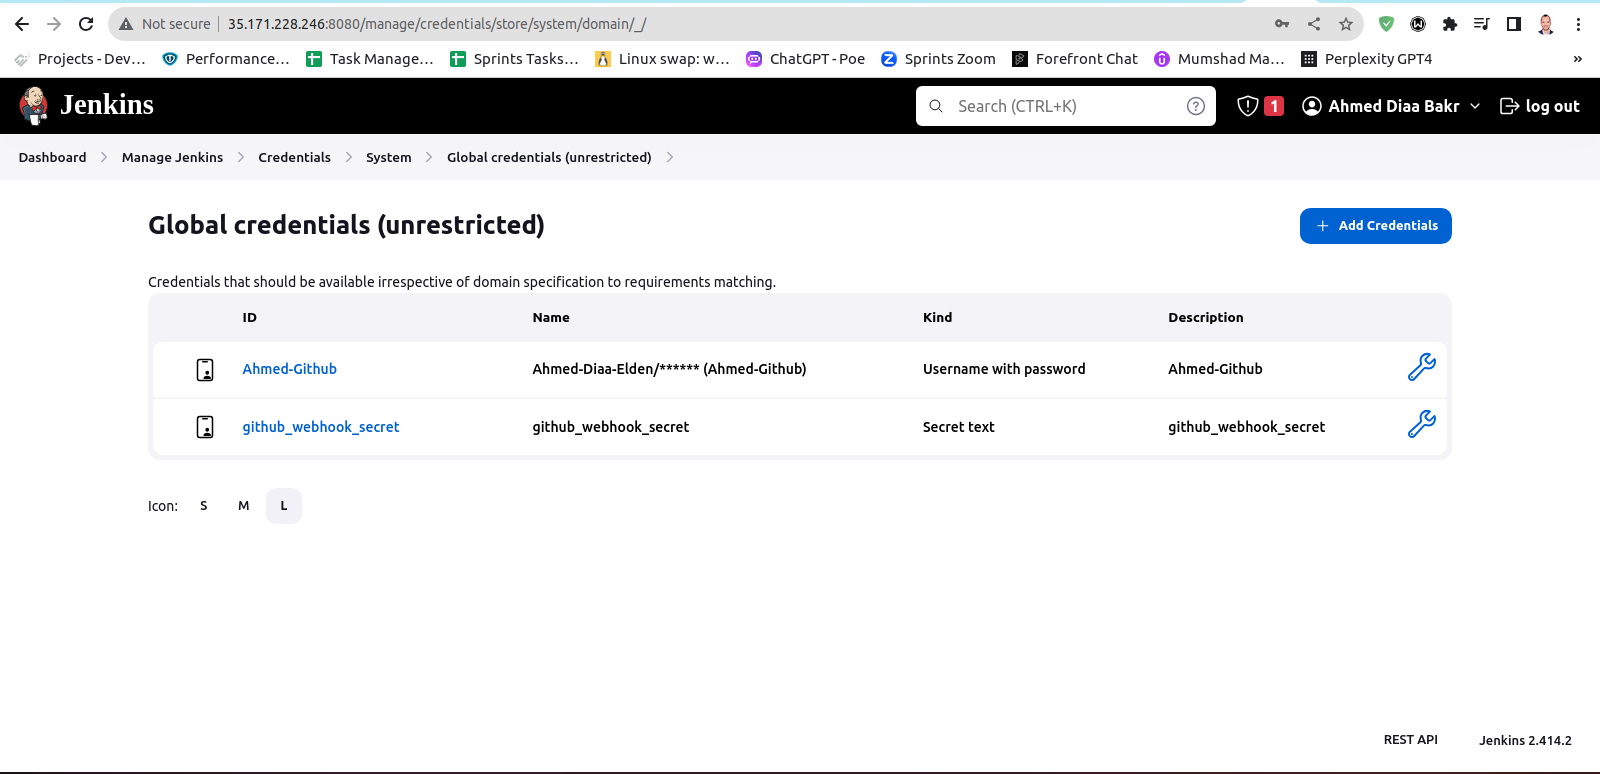 Not secure 35.171.228.246:8080/manage/credentials/store/system/domain/_/
Projects - Dev... Performance... Task Manage... Sprints Tasks... Linux swap: w... ChatGPT - Poe Sprints Zoom Forefront Chat Mumshad Ma... Perplexity GPT4 »
Jenkins Search (CTRL+K) ? 1 Ahmed Diaa Bakr log out
Dashboard Manage Jenkins Credentials System Global credentials (unrestricted)
Global credentials (unrestricted) + Add Credentials
Credentials that should be available irrespective of domain specification to requirements matching.
ID Name Kind Description
Ahmed-Github Ahmed-Diaa-Elden/****** (Ahmed-Github) Username with password Ahmed-Github
github_webhook_secret github_webhook_secret Secret text github_webhook_secret
Icon: S M L
REST API Jenkins 2.414.2